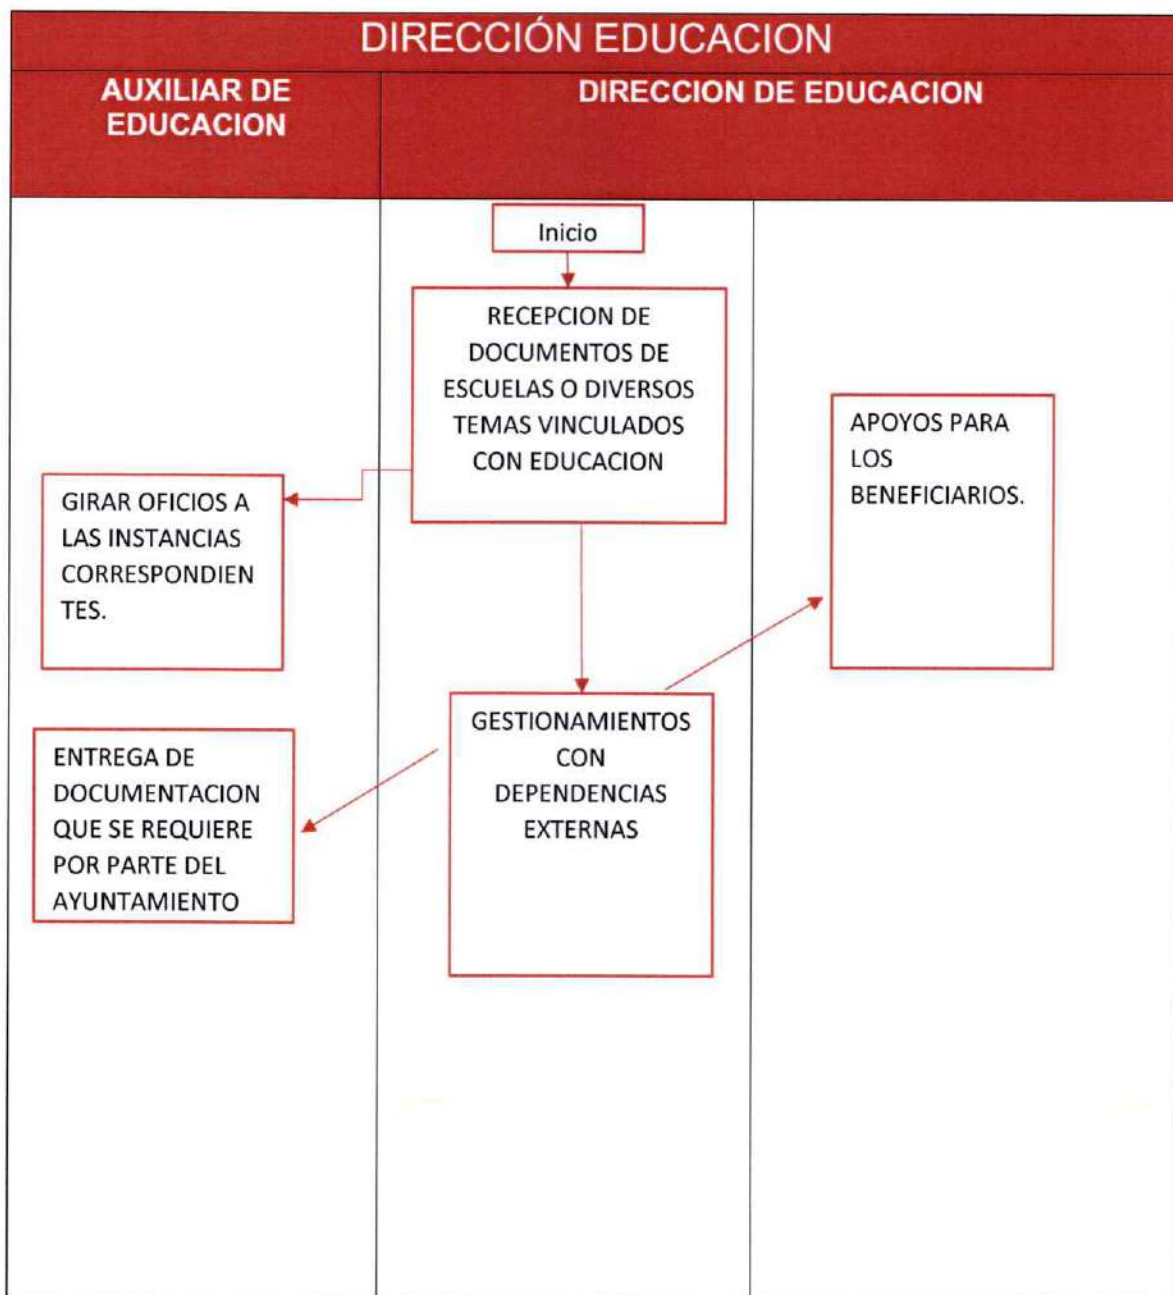 DIRECCIÓN EDUCACION
AUXILIAR DE
EDUCACION
DIRECCION DE EDUCACION
Inicio
RECEPCION DE
DOCUMENTOS DE
ESCUELAS O DIVERSOS
TEMAS VINCULADOS
CON EDUCACION
GIRAR OFICIOS A
LAS INSTANCIAS
CORRESPONDIEN
TES.
APOYOS PARA
LOS
BENEFICIARIOS.
GESTIONAMIENTOS
CON
DEPENDENCIAS
EXTERNAS
ENTREGA DE
DOCUMENTACION
QUE SE REQUIERE
POR PARTE DEL
AYUNTAMIENTO